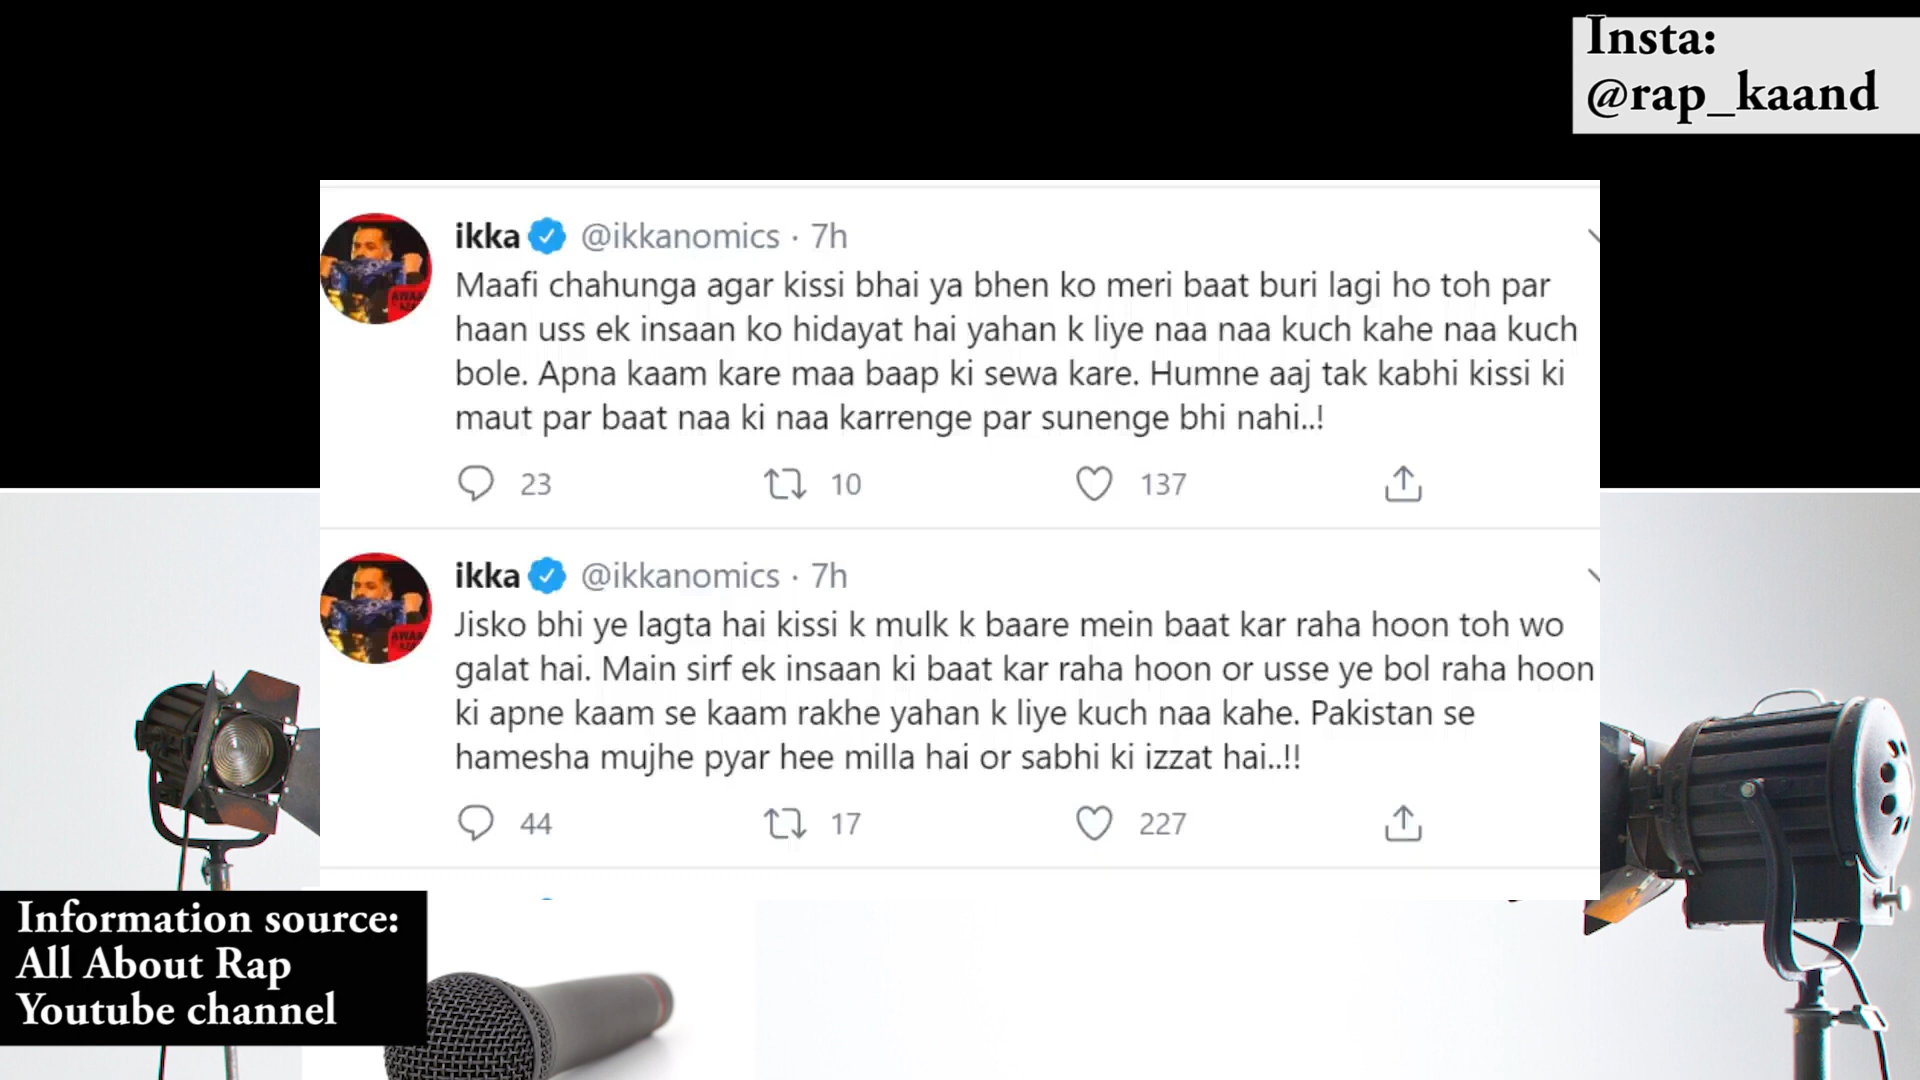 Insta:
@rap_kaand
ikka @ikkanomics · 7h
Maafi chahunga agar kissi bhai ya bhen ko meri baat buri lagi ho toh par
haan uss ek insaan ko hidayat hai yahan k liye naa naa kuch kahe naa kuch
bole. Apna kaam kare maa baap ki sewa kare. Humne aaj tak kabhi kissi ki
maut par baat naa ki naa karrenge par sunenge bhi nahi..!
23 10 137
ikka @ikkanomics · 7h
Jisko bhi ye lagta hai kissi k mulk k baare mein baat kar raha hoon toh wo
galat hai. Main sirf ek insaan ki baat kar raha hoon or usse ye bol raha hoon
ki apne kaam se kaam rakhe yahan k liye kuch naa kahe. Pakistan se
hamesha mujhe pyar hee milla hai or sabhi ki izzat hai..!!
44 17 227
Information source:
All About Rap
Youtube channel